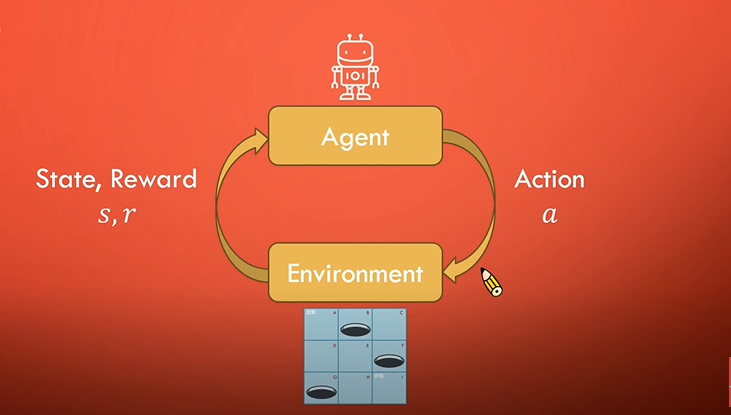 Agent
State, Reward
s, r
Action
a
Environment
A
B
C
D
E
F
G
H
I